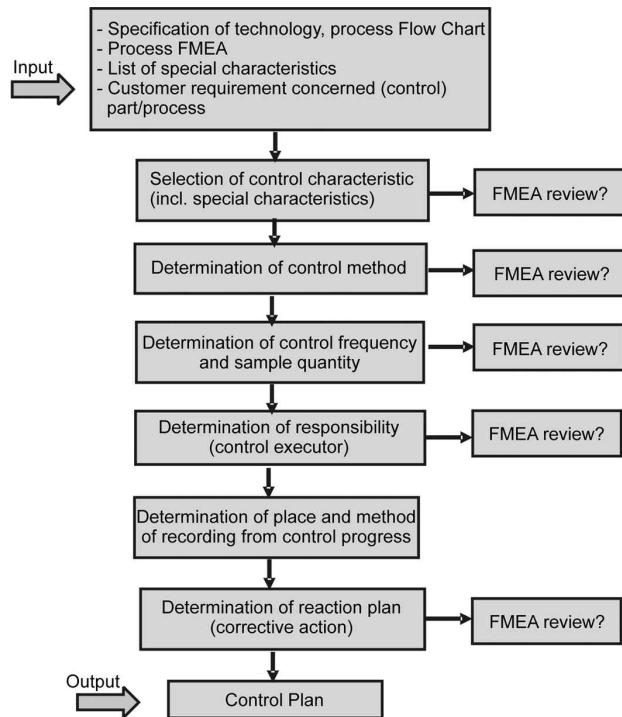 - Specification of technology, process Flow Chart
- Process FMEA
Input
- List of special characteristics
- Customer requirement concerned (control)
part/process
Selection of control characteristic
(incl. special characteristics)
FMEA review?
Determination of control method
FMEA review?
Determination of control frequency
and sample quantity
FMEA review?
Determination of responsibility
(control executor)
FMEA review?
Determination of place and method
of recording from control progress
Determination of reaction plan
(corrective action)
FMEA review?
Output
Control Plan